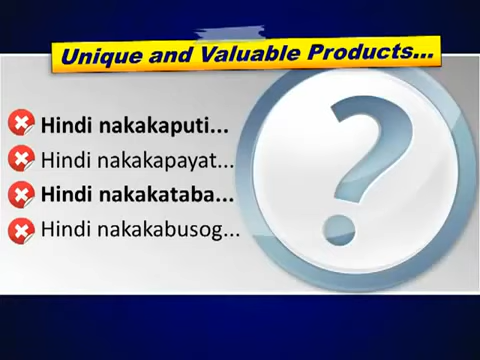 Unique and Valuable Products...
Hindi nakakaputi...
Hindi nakakapayat...
Hindi nakakataba...
Hindi nakakabusog...
?